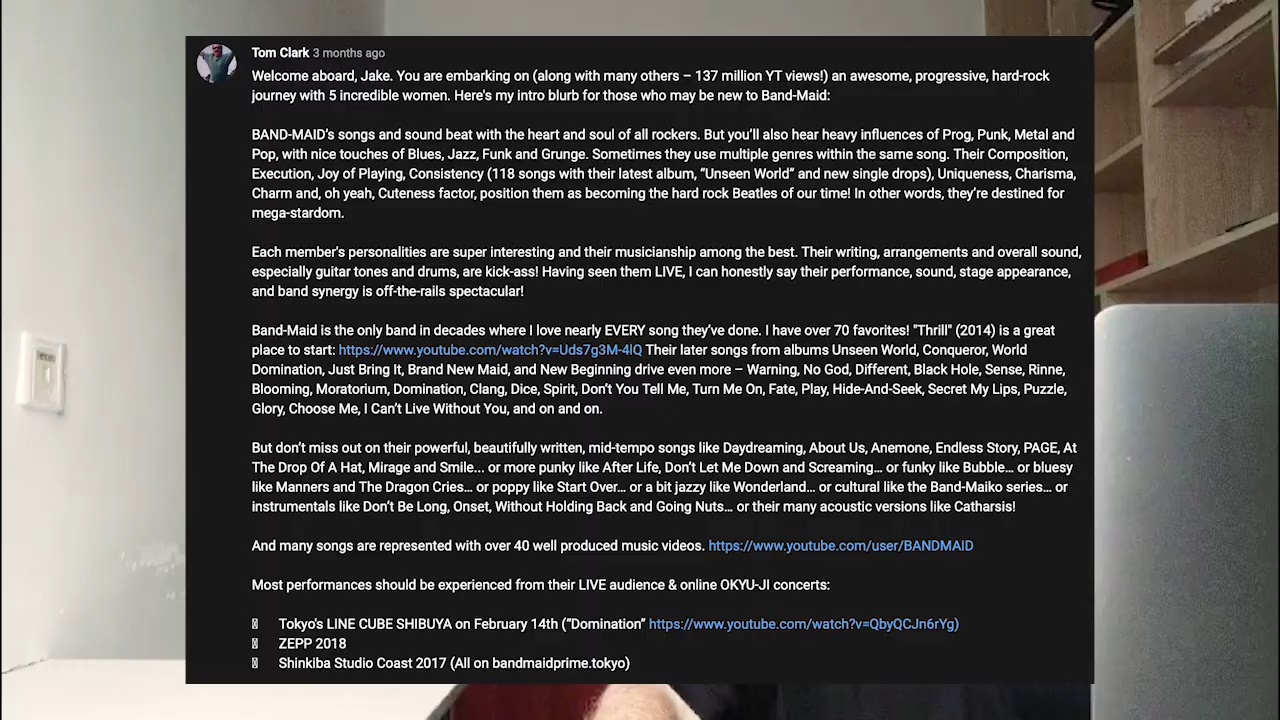 Tom Clark 3 months ago
Welcome aboard, Jake. You are embarking on (along with many others – 137 million YT views!) an awesome, progressive, hard-rock
journey with 5 incredible women. Here's my intro blurb for those who may be new to Band-Maid:
BAND-MAID’s songs and sound beat with the heart and soul of all rockers. But you’ll also hear heavy influences of Prog, Punk, Metal and
Pop, with nice touches of Blues, Jazz, Funk and Grunge. Sometimes they use multiple genres within the same song. Their Composition,
Execution, Joy of Playing, Consistency (118 songs with their latest album, “Unseen World” and new single drops), Uniqueness, Charisma,
Charm and, oh yeah, Cuteness factor, position them as becoming the hard rock Beatles of our time! In other words, they’re destined for
mega-stardom.
Each member's personalities are super interesting and their musicianship among the best. Their writing, arrangements and overall sound,
especially guitar tones and drums, are kick-ass! Having seen them LIVE, I can honestly say their performance, sound, stage appearance,
and band synergy is off-the-rails spectacular!
Band-Maid is the only band in decades where I love nearly EVERY song they’ve done. I have over 70 favorites! "Thrill" (2014) is a great
place to start: https://www.youtube.com/watch?v=Uds7g3M-4lQ Their later songs from albums Unseen World, Conqueror, World
Domination, Just Bring It, Brand New Maid, and New Beginning drive even more – Warning, No God, Different, Black Hole, Sense, Rinne,
Blooming, Moratorium, Domination, Clang, Dice, Spirit, Don’t You Tell Me, Turn Me On, Fate, Play, Hide-And-Seek, Secret My Lips, Puzzle,
Glory, Choose Me, I Can’t Live Without You, and on and on.
But don’t miss out on their powerful, beautifully written, mid-tempo songs like Daydreaming, About Us, Anemone, Endless Story, PAGE, At
The Drop Of A Hat, Mirage and Smile... or more punky like After Life, Don’t Let Me Down and Screaming… or funky like Bubble… or bluesy
like Manners and The Dragon Cries… or poppy like Start Over… or a bit jazzy like Wonderland… or cultural like the Band-Maiko series… or
instrumentals like Don’t Be Long, Onset, Without Holding Back and Going Nuts… or their many acoustic versions like Catharsis!
And many songs are represented with over 40 well produced music videos. https://www.youtube.com/user/BANDMAID
Most performances should be experienced from their LIVE audience & online OKYU-JI concerts:
Tokyo's LINE CUBE SHIBUYA on February 14th (“Domination” https://www.youtube.com/watch?v=QbyQCJn6rYg)
ZEPP 2018
Shinkiba Studio Coast 2017 (All on bandmaidprime.tokyo)